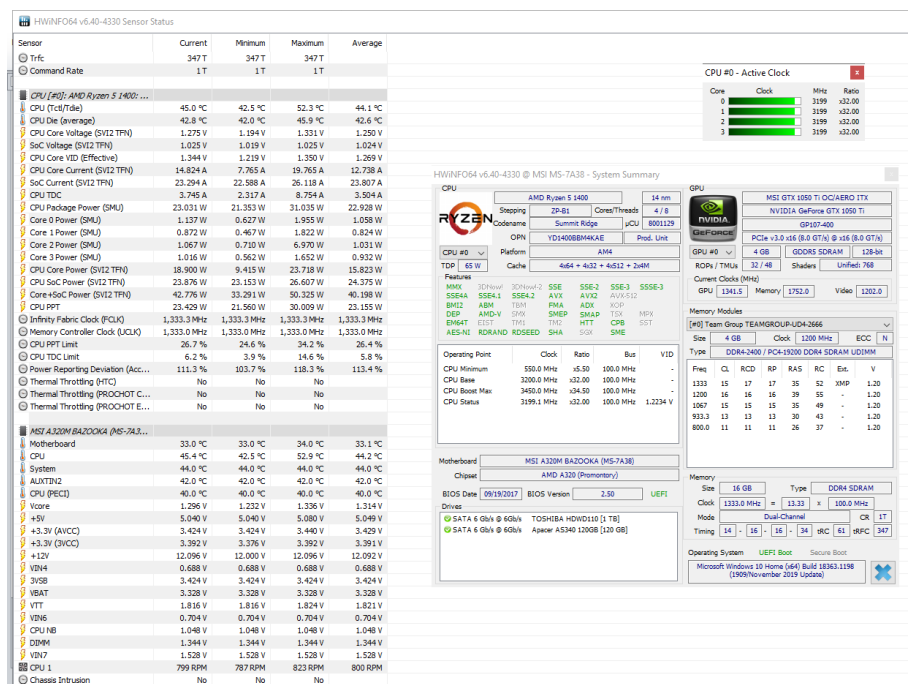 HWiNFO64 v6.40-4330 Sensor Status
Sensor Current Minimum Maximum Average
Trfc 347 T 347 T 347 T
Command Rate 1 T 1 T 1 T
CPU [#0]: AMD Ryzen 5 1400: ...
CPU (Tctl/Tdie) 45.0 °C 42.5 °C 52.3 °C 44.1 °C
CPU Die (average) 42.8 °C 42.0 °C 45.9 °C 42.6 °C
CPU Core Voltage (SVI2 TFN) 1.275 V 1.194 V 1.331 V 1.250 V
SoC Voltage (SVI2 TFN) 1.025 V 1.019 V 1.025 V 1.024 V
CPU Core VID (Effective) 1.344 V 1.219 V 1.350 V 1.269 V
CPU Core Current (SVI2 TFN) 14.824 A 7.765 A 19.765 A 12.738 A
SoC Current (SVI2 TFN) 23.294 A 22.588 A 26.118 A 23.807 A
CPU TDC 3.745 A 2.317 A 8.754 A 3.504 A
CPU Package Power (SMU) 23.031 W 21.353 W 31.035 W 22.928 W
Core 0 Power (SMU) 1.137 W 0.627 W 1.955 W 1.058 W
Core 1 Power (SMU) 0.872 W 0.467 W 1.822 W 0.824 W
Core 2 Power (SMU) 1.067 W 0.710 W 6.970 W 1.031 W
Core 3 Power (SMU) 1.016 W 0.562 W 1.652 W 0.932 W
CPU Core Power (SVI2 TFN) 18.900 W 9.415 W 23.718 W 15.823 W
CPU SoC Power (SVI2 TFN) 23.876 W 23.153 W 26.607 W 24.375 W
Core+SoC Power (SVI2 TFN) 42.776 W 33.291 W 50.325 W 40.198 W
CPU PPT 23.429 W 21.560 W 30.009 W 23.155 W
Infinity Fabric Clock (FCLK) 1,333.0 MHz 1,333.0 MHz 1,333.3 MHz 1,333.3 MHz
Memory Controller Clock (UCLK) 1,333.0 MHz 1,333.0 MHz 1,333.3 MHz 1,333.3 MHz
CPU PPT Limit 26.7 % 24.6 % 34.2 % 26.4 %
CPU TDC Limit 6.2 % 3.9 % 14.6 % 5.8 %
Power Reporting Deviation (Acc... 111.3 % 103.7 % 118.3 % 113.4 %
Thermal Throttling (HTC) No No No
Thermal Throttling (PROCHOT C... No No No
Thermal Throttling (PROCHOT E... No No No
MSI A320M BAZOOKA (MS-7A3...
Motherboard 33.0 °C 33.0 °C 34.0 °C 33.1 °C
CPU 45.4 °C 42.5 °C 52.9 °C 44.2 °C
System 44.0 °C 44.0 °C 44.0 °C 44.0 °C
AUXTIN2 42.0 °C 42.0 °C 42.0 °C 42.0 °C
CPU (PECI) 40.0 °C 40.0 °C 40.0 °C 40.0 °C
Vcore 1.296 V 1.232 V 1.336 V 1.314 V
+5V 5.040 V 5.040 V 5.080 V 5.049 V
+3.3V (AVCC) 3.424 V 3.424 V 3.440 V 3.429 V
+3.3V (3VCC) 3.392 V 3.376 V 3.392 V 3.391 V
+12V 12.096 V 12.000 V 12.096 V 12.092 V
VIN4 0.688 V 0.688 V 0.688 V 0.688 V
3VSB 3.424 V 3.424 V 3.424 V 3.424 V
VBAT 3.328 V 3.328 V 3.328 V 3.328 V
VTT 1.816 V 1.816 V 1.824 V 1.821 V
VIN6 0.704 V 0.704 V 0.704 V 0.704 V
CPU NB 1.048 V 1.048 V 1.048 V 1.048 V
DIMM 1.344 V 1.344 V 1.344 V 1.344 V
VIN7 1.528 V 1.528 V 1.528 V 1.528 V
CPU 1 799 RPM 787 RPM 823 RPM 800 RPM
Chassis Intrusion No No No
CPU #0 - Active Clock x
Core Clock MHz Ratio
0 3199 x32.00
1 3199 x32.00
2 3199 x32.00
3 3199 x32.00
HWiNFO64 v6.40-4330 @ MSI MS-7A38 - System Summary
CPU
RYZEN
AMD Ryzen 5 1400 14 nm
Stepping ZP-B1 Cores/Threads 4 / 8
Codename Summit Ridge µCU 8001129
OPN YD1400BBM4KAE Prod. Unit
CPU #0 Platform AM4
TDP 65 W Cache 4x64 + 4x32 + 4x512 + 2x4M
Features
MMX 3DNow! 3DNow!-2 SSE SSE-2 SSE-3 SSSE-3
SSE4A SSE4.1 SSE4.2 AVX AVX2 AVX-512
BMI2 ABM TBM FMA ADX XOP
DEP AMD-V SMX SMEP SMAP TSX MPX
EM64T EIST TM1 TM2 HTT CPB SST
AES-NI RDRAND RDSEED SHA SGX SME
Operating Point Clock Ratio Bus VID
CPU Minimum 550.0 MHz x5.50 100.0 MHz -
CPU Base 3200.0 MHz x32.00 100.0 MHz -
CPU Boost Max 3450.0 MHz x34.50 100.0 MHz -
CPU Status 3199.1 MHz x32.00 100.0 MHz 1.2234 V
Motherboard MSI A320M BAZOOKA (MS-7A38)
Chipset AMD A320 (Promontory)
BIOS Date 09/19/2017 BIOS Version 2.50 UEFI
Drives
SATA 6 Gb/s @ 6Gb/s TOSHIBA HDWD110 [1 TB]
SATA 6 Gb/s @ 6Gb/s Apacer AS340 120GB [120 GB]
GPU
NVIDIA
GEFORCE
MSI GTX 1050 Ti OC/AERO ITX
NVIDIA GeForce GTX 1050 Ti
GP107-400
PCIe v3.0 x16 (8.0 GT/s) @ x16 (8.0 GT/s)
GPU #0 4 GB GDDR5 SDRAM 128-bit
ROPs / TMUs 32 / 48 Shaders Unified: 768
Current Clocks (MHz)
GPU 1341.5 Memory 1752.0 Video 1202.0
Memory Modules
[#0] Team Group TEAMGROUP-UD4-2666
Size 4 GB Clock 1200 MHz ECC N
Type DDR4-2400 / PC4-19200 DDR4 SDRAM UDIMM
Freq CL RCD RP RAS RC Ext. V
1333 15 17 17 35 52 XMP 1.20
1200 16 16 16 39 55 - 1.20
1067 15 15 15 35 49 - 1.20
933.3 13 13 13 30 43 - 1.20
800.0 11 11 11 26 37 - 1.20
Memory
Size 16 GB Type DDR4 SDRAM
Clock 1333.0 MHz = 13.33 x 100.0 MHz
Mode Dual-Channel CR 1T
Timing 14 - 16 - 16 - 34 tRC 61 tRFC 347
Operating System UEFI Boot Secure Boot
Microsoft Windows 10 Home (x64) Build 18363.1198
(1909/November 2019 Update)